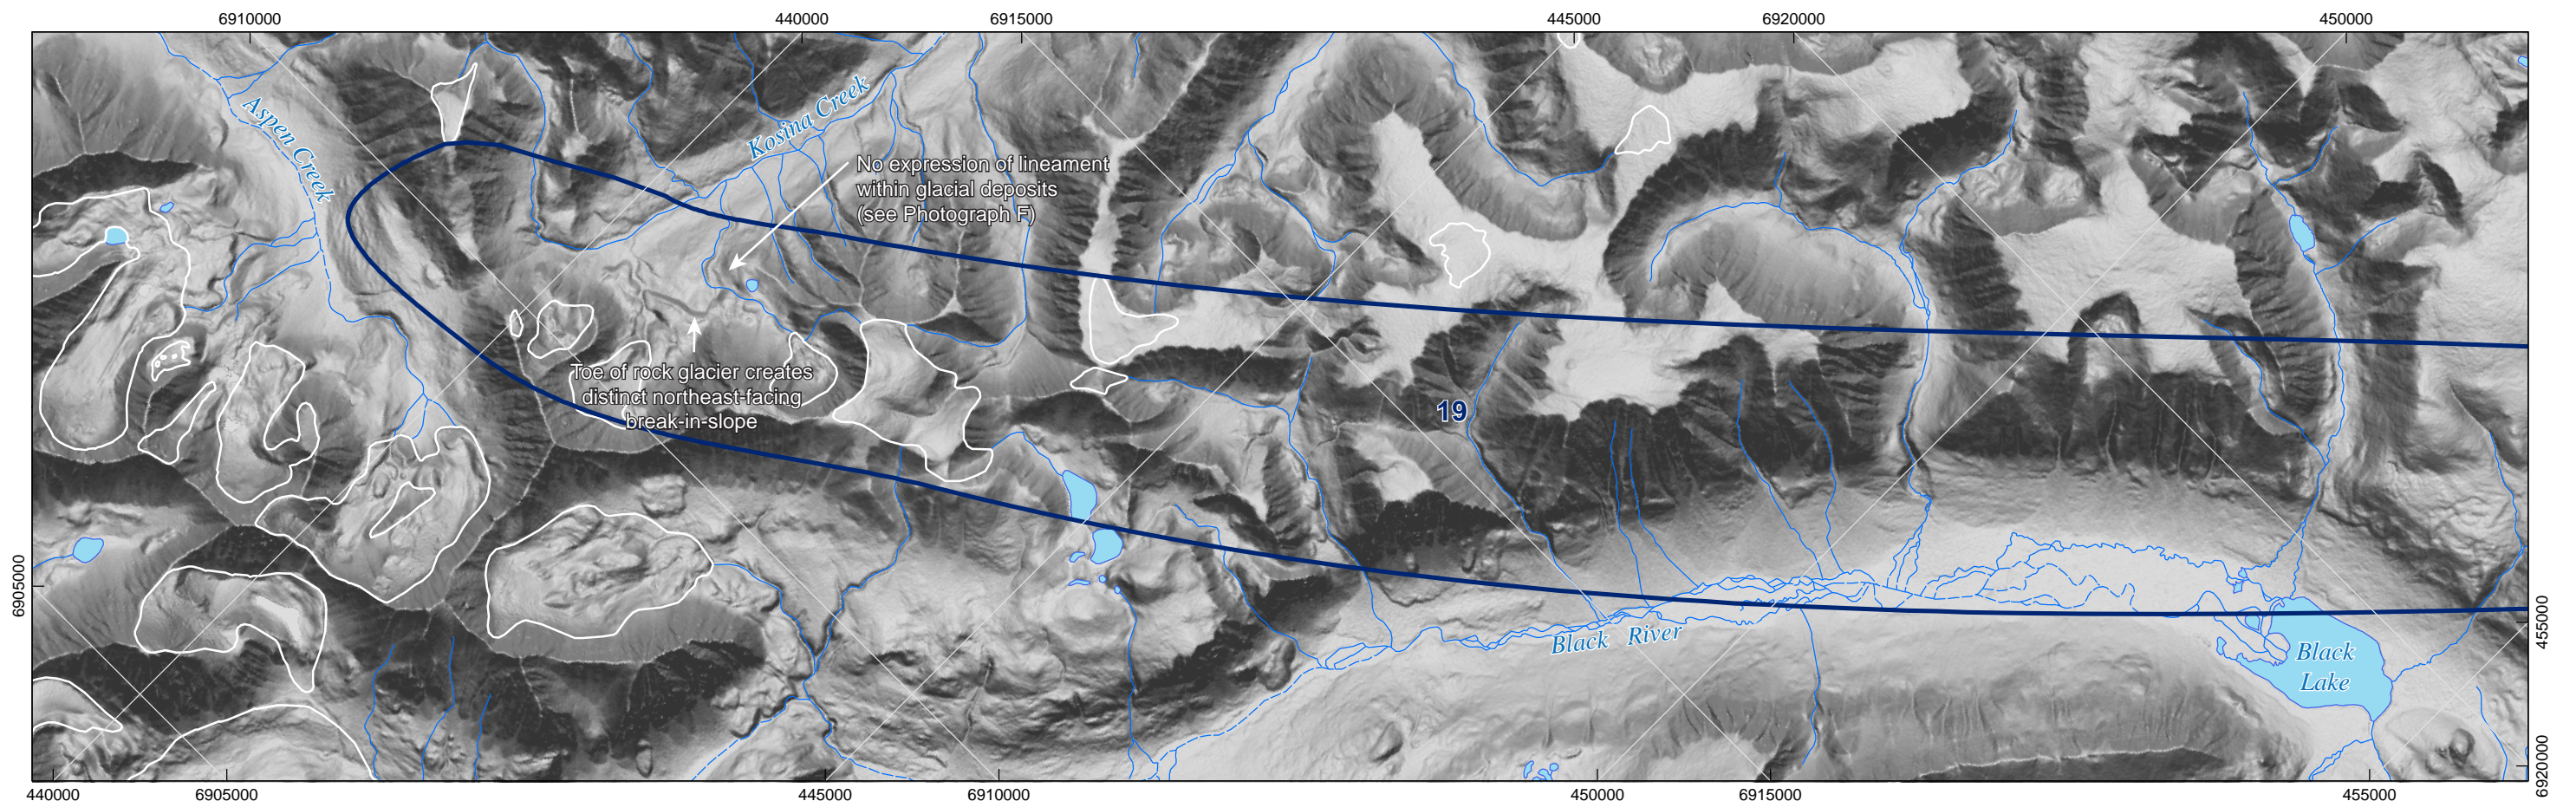 6910000
440000
6915000
445000
6920000
450000
Aspen Creek
Kosina Creek
No expression of lineament
within glacial deposits
(see Photograph F)
Toe of rock glacier creates
distinct northeast-facing
break-in-slope
19
6905000
455000
Black River
Black
Lake
6920000
440000
6905000
445000
6910000
450000
6915000
455000